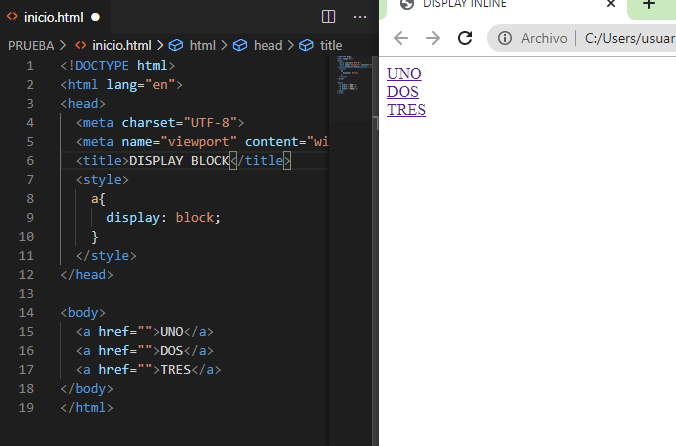 inicio.html
PRUEBA > inicio.html > html > head > title
1 <!DOCTYPE html>
2 <html lang="en">
3 <head>
4 <meta charset="UTF-8">
5 <meta name="viewport" content="wi
6 <title>DISPLAY BLOCK</title>
7 <style>
8 a{
9 display: block;
10 }
11 </style>
12 </head>
13
14 <body>
15 <a href="">UNO</a>
16 <a href="">DOS</a>
17 <a href="">TRES</a>
18 </body>
19 </html>
DISPLAY INLINE
Archivo | C:/Users/usuar
UNO
DOS
TRES